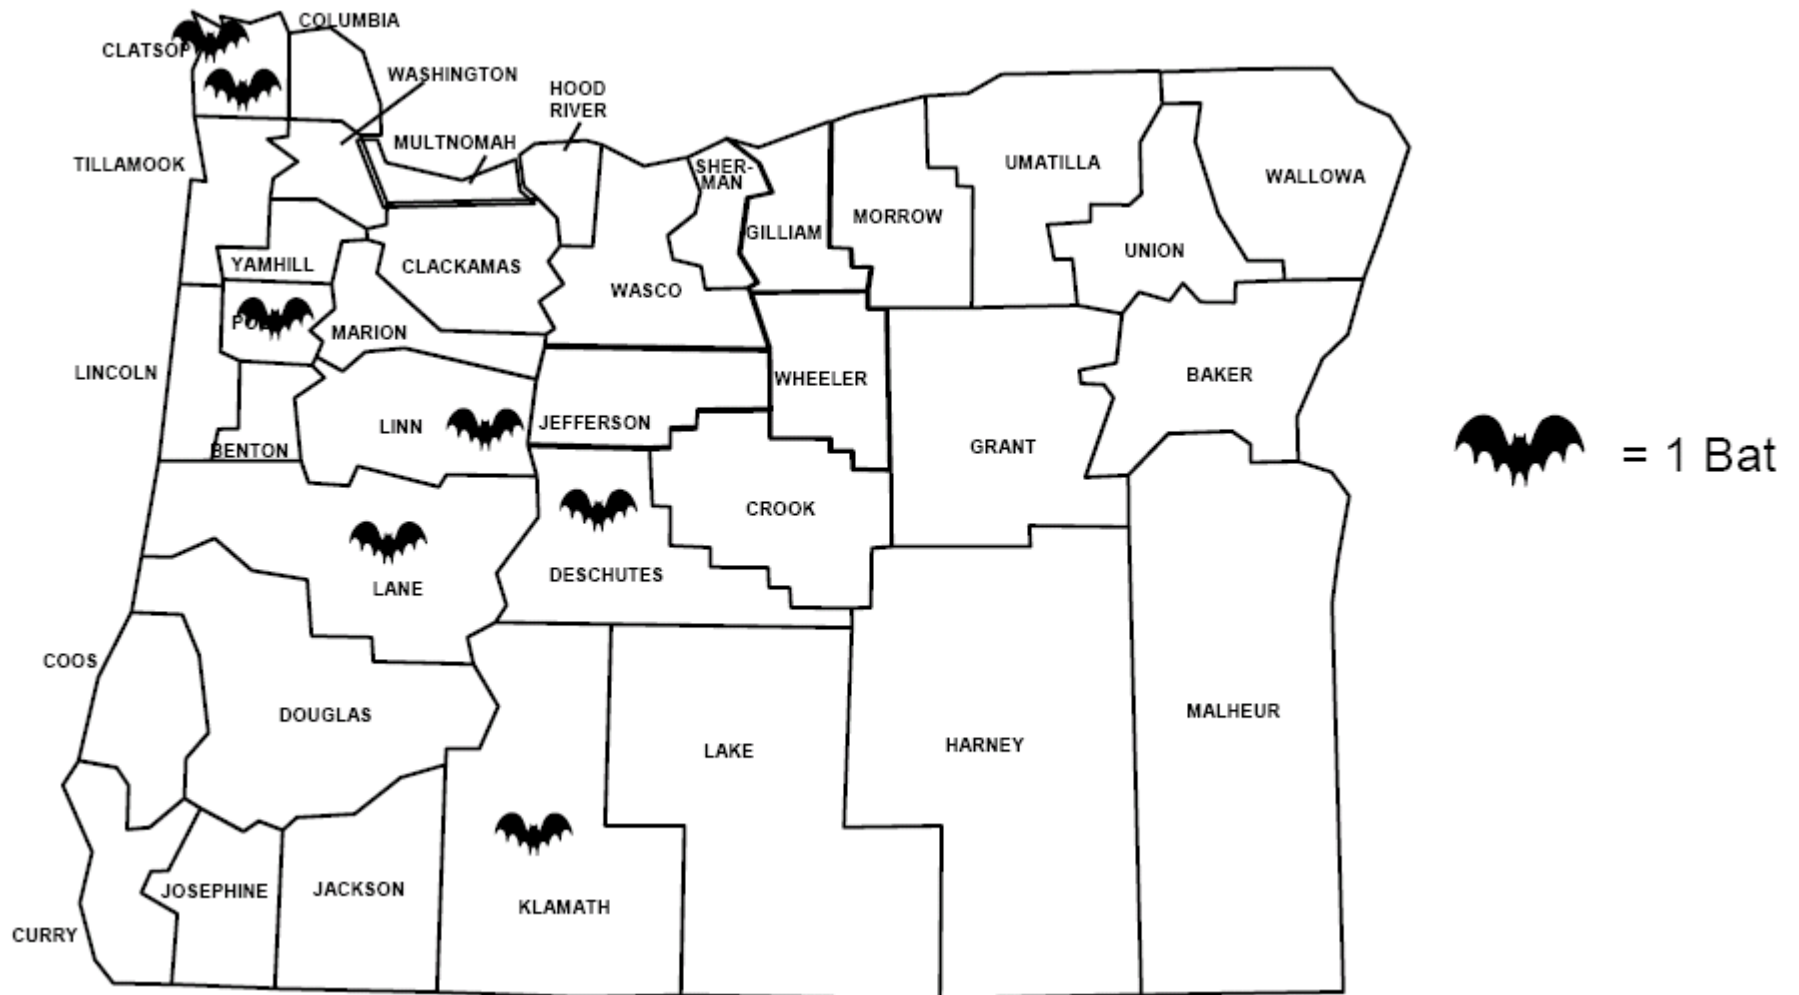 COLUMBIA
CLATSOP
WASHINGTON
HOOD
RIVER
MULTNOMAH
TILLAMOOK
SHER-
MAN
UMATILLA
WALLOWA
MORROW
GILLIAM
UNION
YAMHILL
CLACKAMAS
WASCO
MARION
LINCOLN
WHEELER
BAKER
LINN
JEFFERSON
BENTON
GRANT
= 1 Bat
CROOK
DESCHUTES
LANE
COOS
DOUGLAS
MALHEUR
LAKE
HARNEY
JOSEPHINE
JACKSON
KLAMATH
CURRY